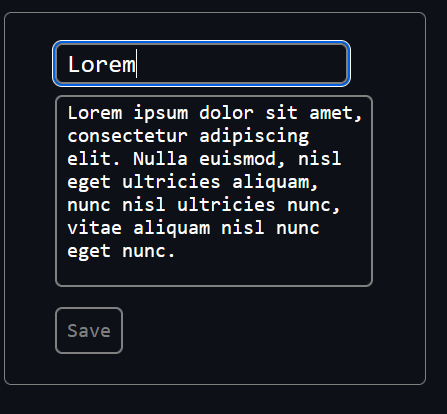 Lorem
Lorem ipsum dolor sit amet,
consectetur adipiscing
elit. Nulla euismod, nisl
eget ultricies aliquam,
nunc nisl ultricies nunc,
vitae aliquam nisl nunc
eget nunc.
Save